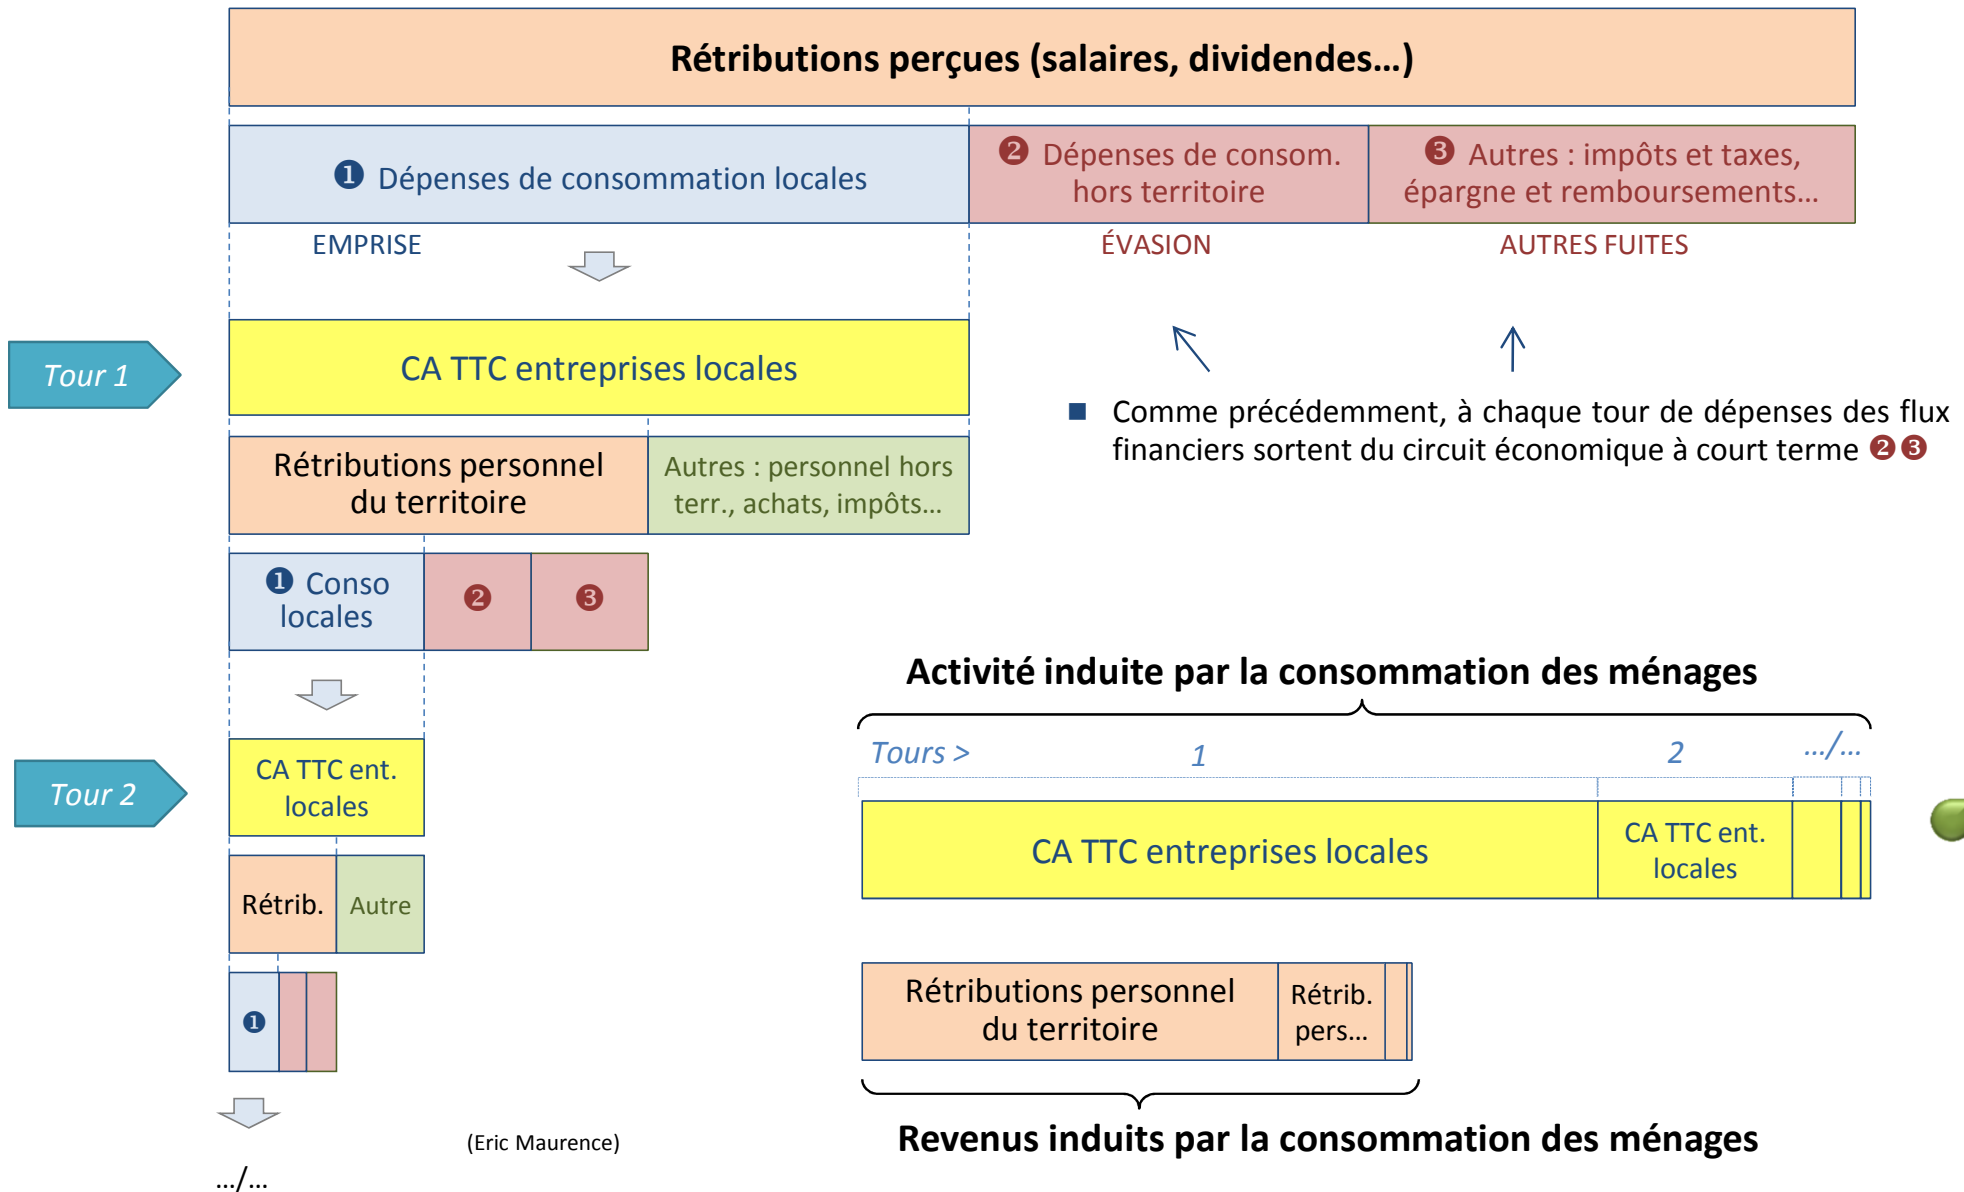 Rétributions perçues (salaires, dividendes…)
❶ Dépenses de consommation locales
❷ Dépenses de consom.
hors territoire
❸ Autres : impôts et taxes,
épargne et remboursements…
EMPRISE
ÉVASION
AUTRES FUITES
Tour 1
CA TTC entreprises locales
■ Comme précédemment, à chaque tour de dépenses des flux
financiers sortent du circuit économique à court terme ❷❸
Rétributions personnel
du territoire
Autres : personnel hors
terr., achats, impôts…
❶ Conso
locales
❷
❸
Tour 2
CA TTC ent.
locales
Rétrib.
Autre
❶
…/…
(Eric Maurence)
Activité induite par la consommation des ménages
Tours > 1 2 …/…
CA TTC entreprises locales
CA TTC ent.
locales
Rétributions personnel
du territoire
Rétrib.
pers…
Revenus induits par la consommation des ménages